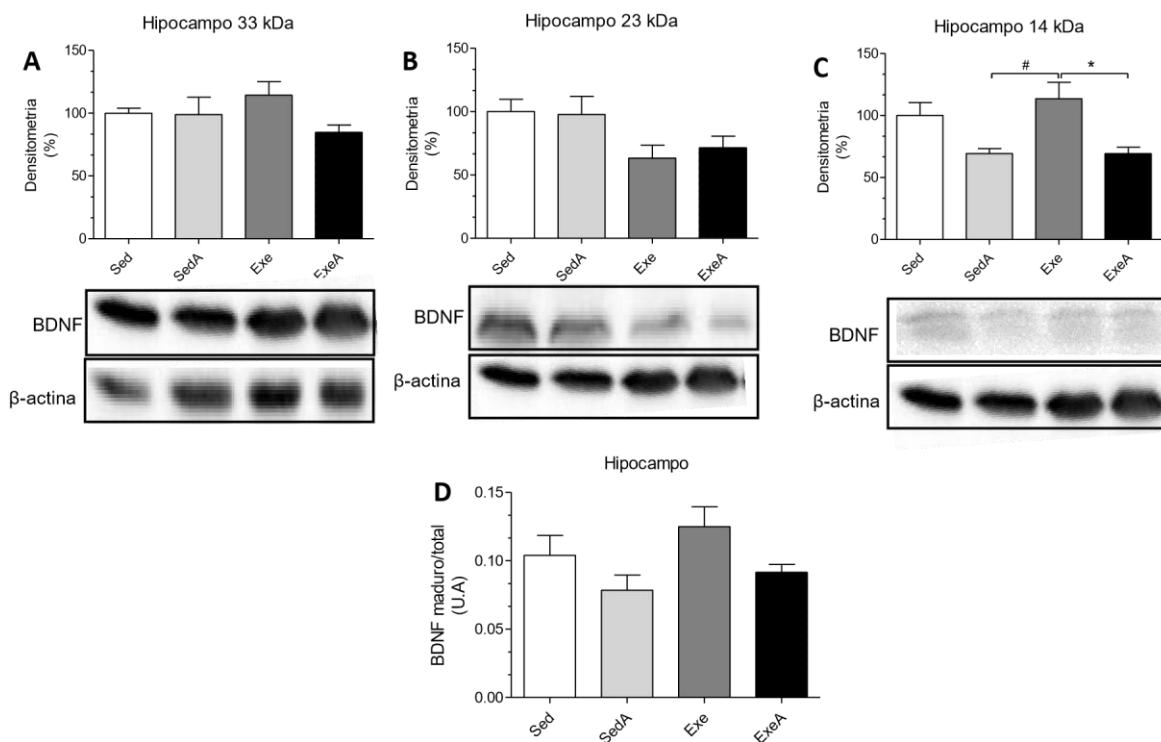 Hipocampo 33 kDa
A
150
100
50
0
Densitometria
(%)
Sed
SedA
Exe
ExeA
BDNF
β-actina
Hipocampo 23 kDa
B
150
100
50
0
Densitometria
(%)
Sed
SedA
Exe
ExeA
BDNF
β-actina
Hipocampo 14 kDa
C
150
100
50
0
Densitometria
(%)
#
*
Sed
SedA
Exe
ExeA
BDNF
β-actina
Hipocampo
D
0.15
0.10
0.05
0.00
BDNF maduro/total
(U.A)
Sed
SedA
Exe
ExeA